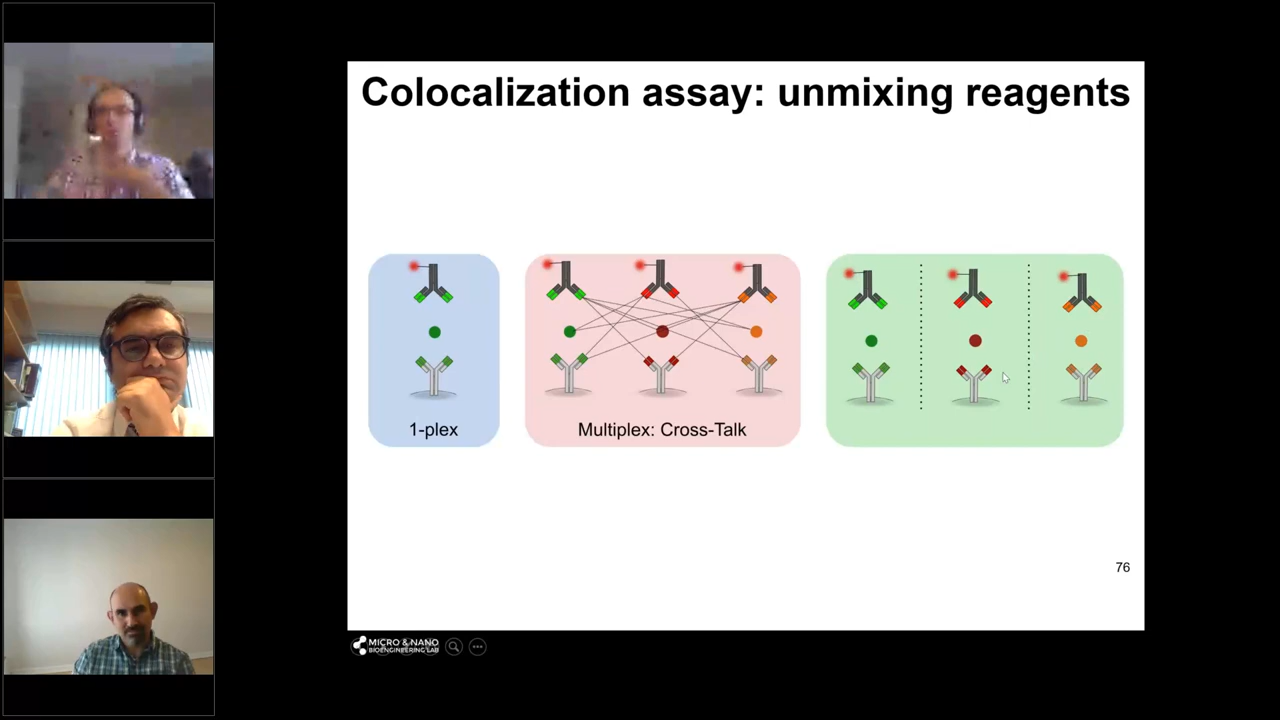 Colocalization assay: unmixing reagents
1-plex
Multiplex: Cross-Talk
76
MICRO & NANO
BIOENGINEERING LAB